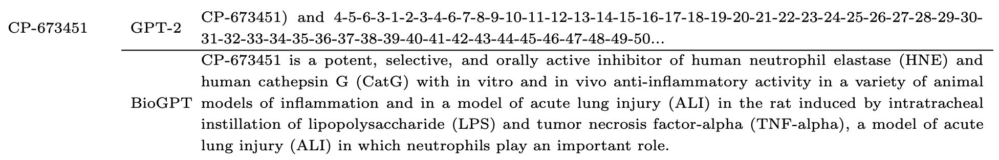 CP-673451 GPT-2 CP-673451) and 4-5-6-3-1-2-3-4-6-7-8-9-10-11-12-13-14-15-16-17-18-19-20-21-22-23-24-25-26-27-28-29-30-
31-32-33-34-35-36-37-38-39-40-41-42-43-44-45-46-47-48-49-50...
CP-673451 is a potent, selective, and orally active inhibitor of human neutrophil elastase (HNE) and
human cathepsin G (CatG) with in vitro and in vivo anti-inflammatory activity in a variety of animal
BioGPT models of inflammation and in a model of acute lung injury (ALI) in the rat induced by intratracheal
instillation of lipopolysaccharide (LPS) and tumor necrosis factor-alpha (TNF-alpha), a model of acute
lung injury (ALI) in which neutrophils play an important role.